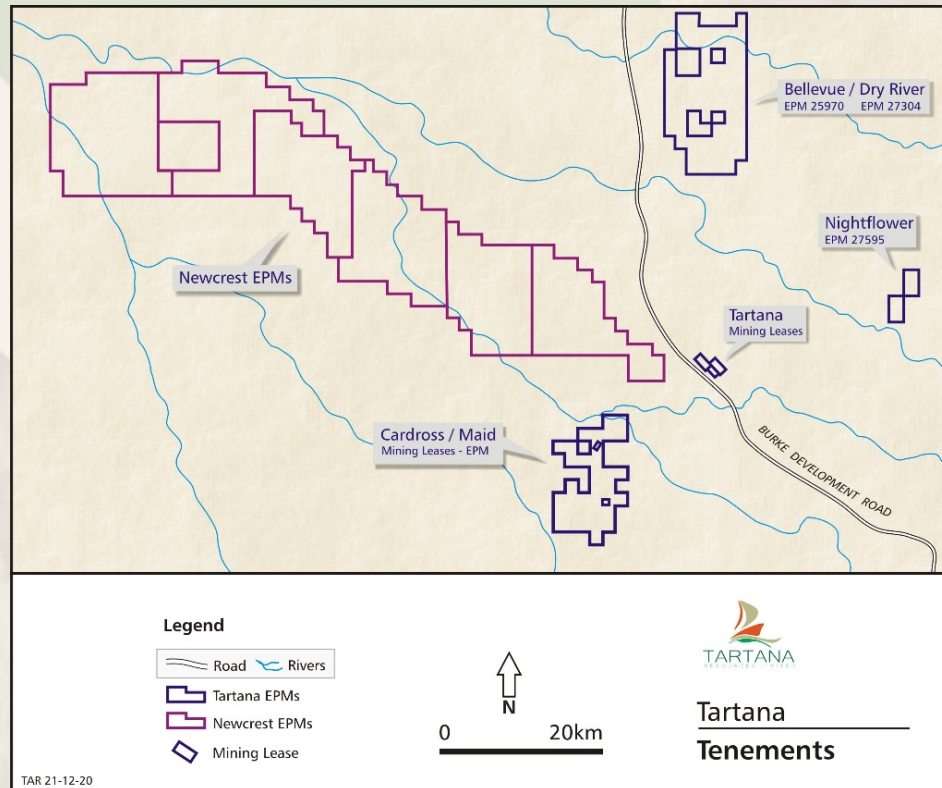 Bellevue / Dry River
EPM 25970 EPM 27304
Nightflower
EPM 27595
Newcrest EPMs
Tartana
Mining Leases
Cardross / Maid
Mining Leases - EPM
BURKE DEVELOPMENT ROAD
Legend
Road Rivers
Tartana EPMs
Newcrest EPMs
Mining Lease
N
0 20km
TARTANA
RESOURCES LIMITED
Tartana
Tenements
TAR 21-12-20